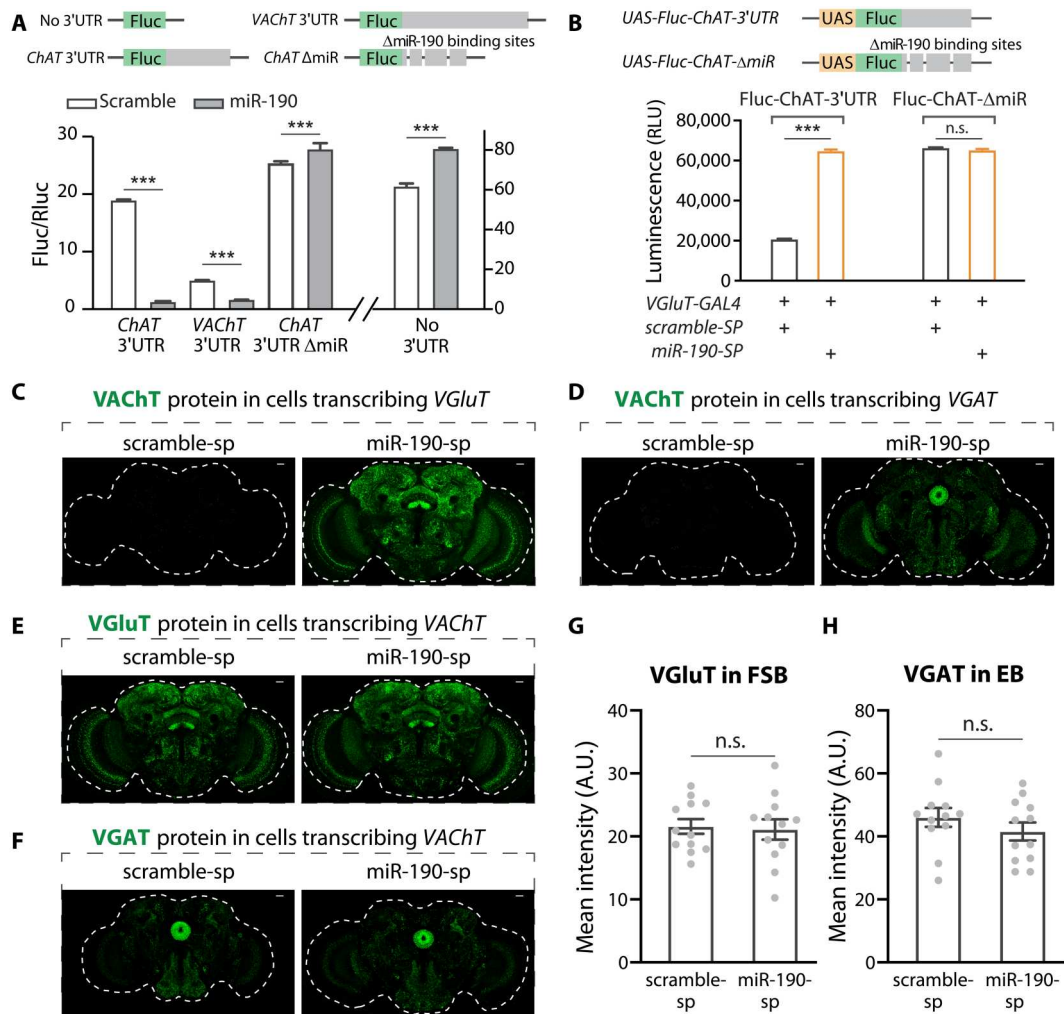 A
No 3'UTR
Fluc
VAChT 3'UTR
Fluc
ΔmiR-190 binding sites
ChAT 3'UTR
Fluc
ChAT ΔmiR
Fluc
Scramble
miR-190
Fluc/Rluc
30
20
10
0
80
60
40
20
0
***
***
***
***
ChAT
3'UTR
VAChT
3'UTR
ChAT
3'UTR ΔmiR
No
3'UTR
B
UAS-Fluc-ChAT-3'UTR
UAS
Fluc
ΔmiR-190 binding sites
UAS-Fluc-ChAT-ΔmiR
UAS
Fluc
Fluc-ChAT-3'UTR
Fluc-ChAT-ΔmiR
Luminescence (RLU)
80,000
60,000
40,000
20,000
0
***
n.s.
VGluT-GAL4 + + + +
scramble-SP + +
miR-190-SP + +
C
VAChT protein in cells transcribing VGluT
scramble-sp
miR-190-sp
D
VAChT protein in cells transcribing VGAT
scramble-sp
miR-190-sp
E
VGluT protein in cells transcribing VAChT
scramble-sp
miR-190-sp
F
VGAT protein in cells transcribing VAChT
scramble-sp
miR-190-sp
G
VGluT in FSB
Mean intensity (A.U.)
40
30
20
10
0
n.s.
scramble-
sp
miR-190-
sp
H
VGAT in EB
Mean intensity (A.U.)
80
60
40
20
0
n.s.
scramble-
sp
miR-190-
sp